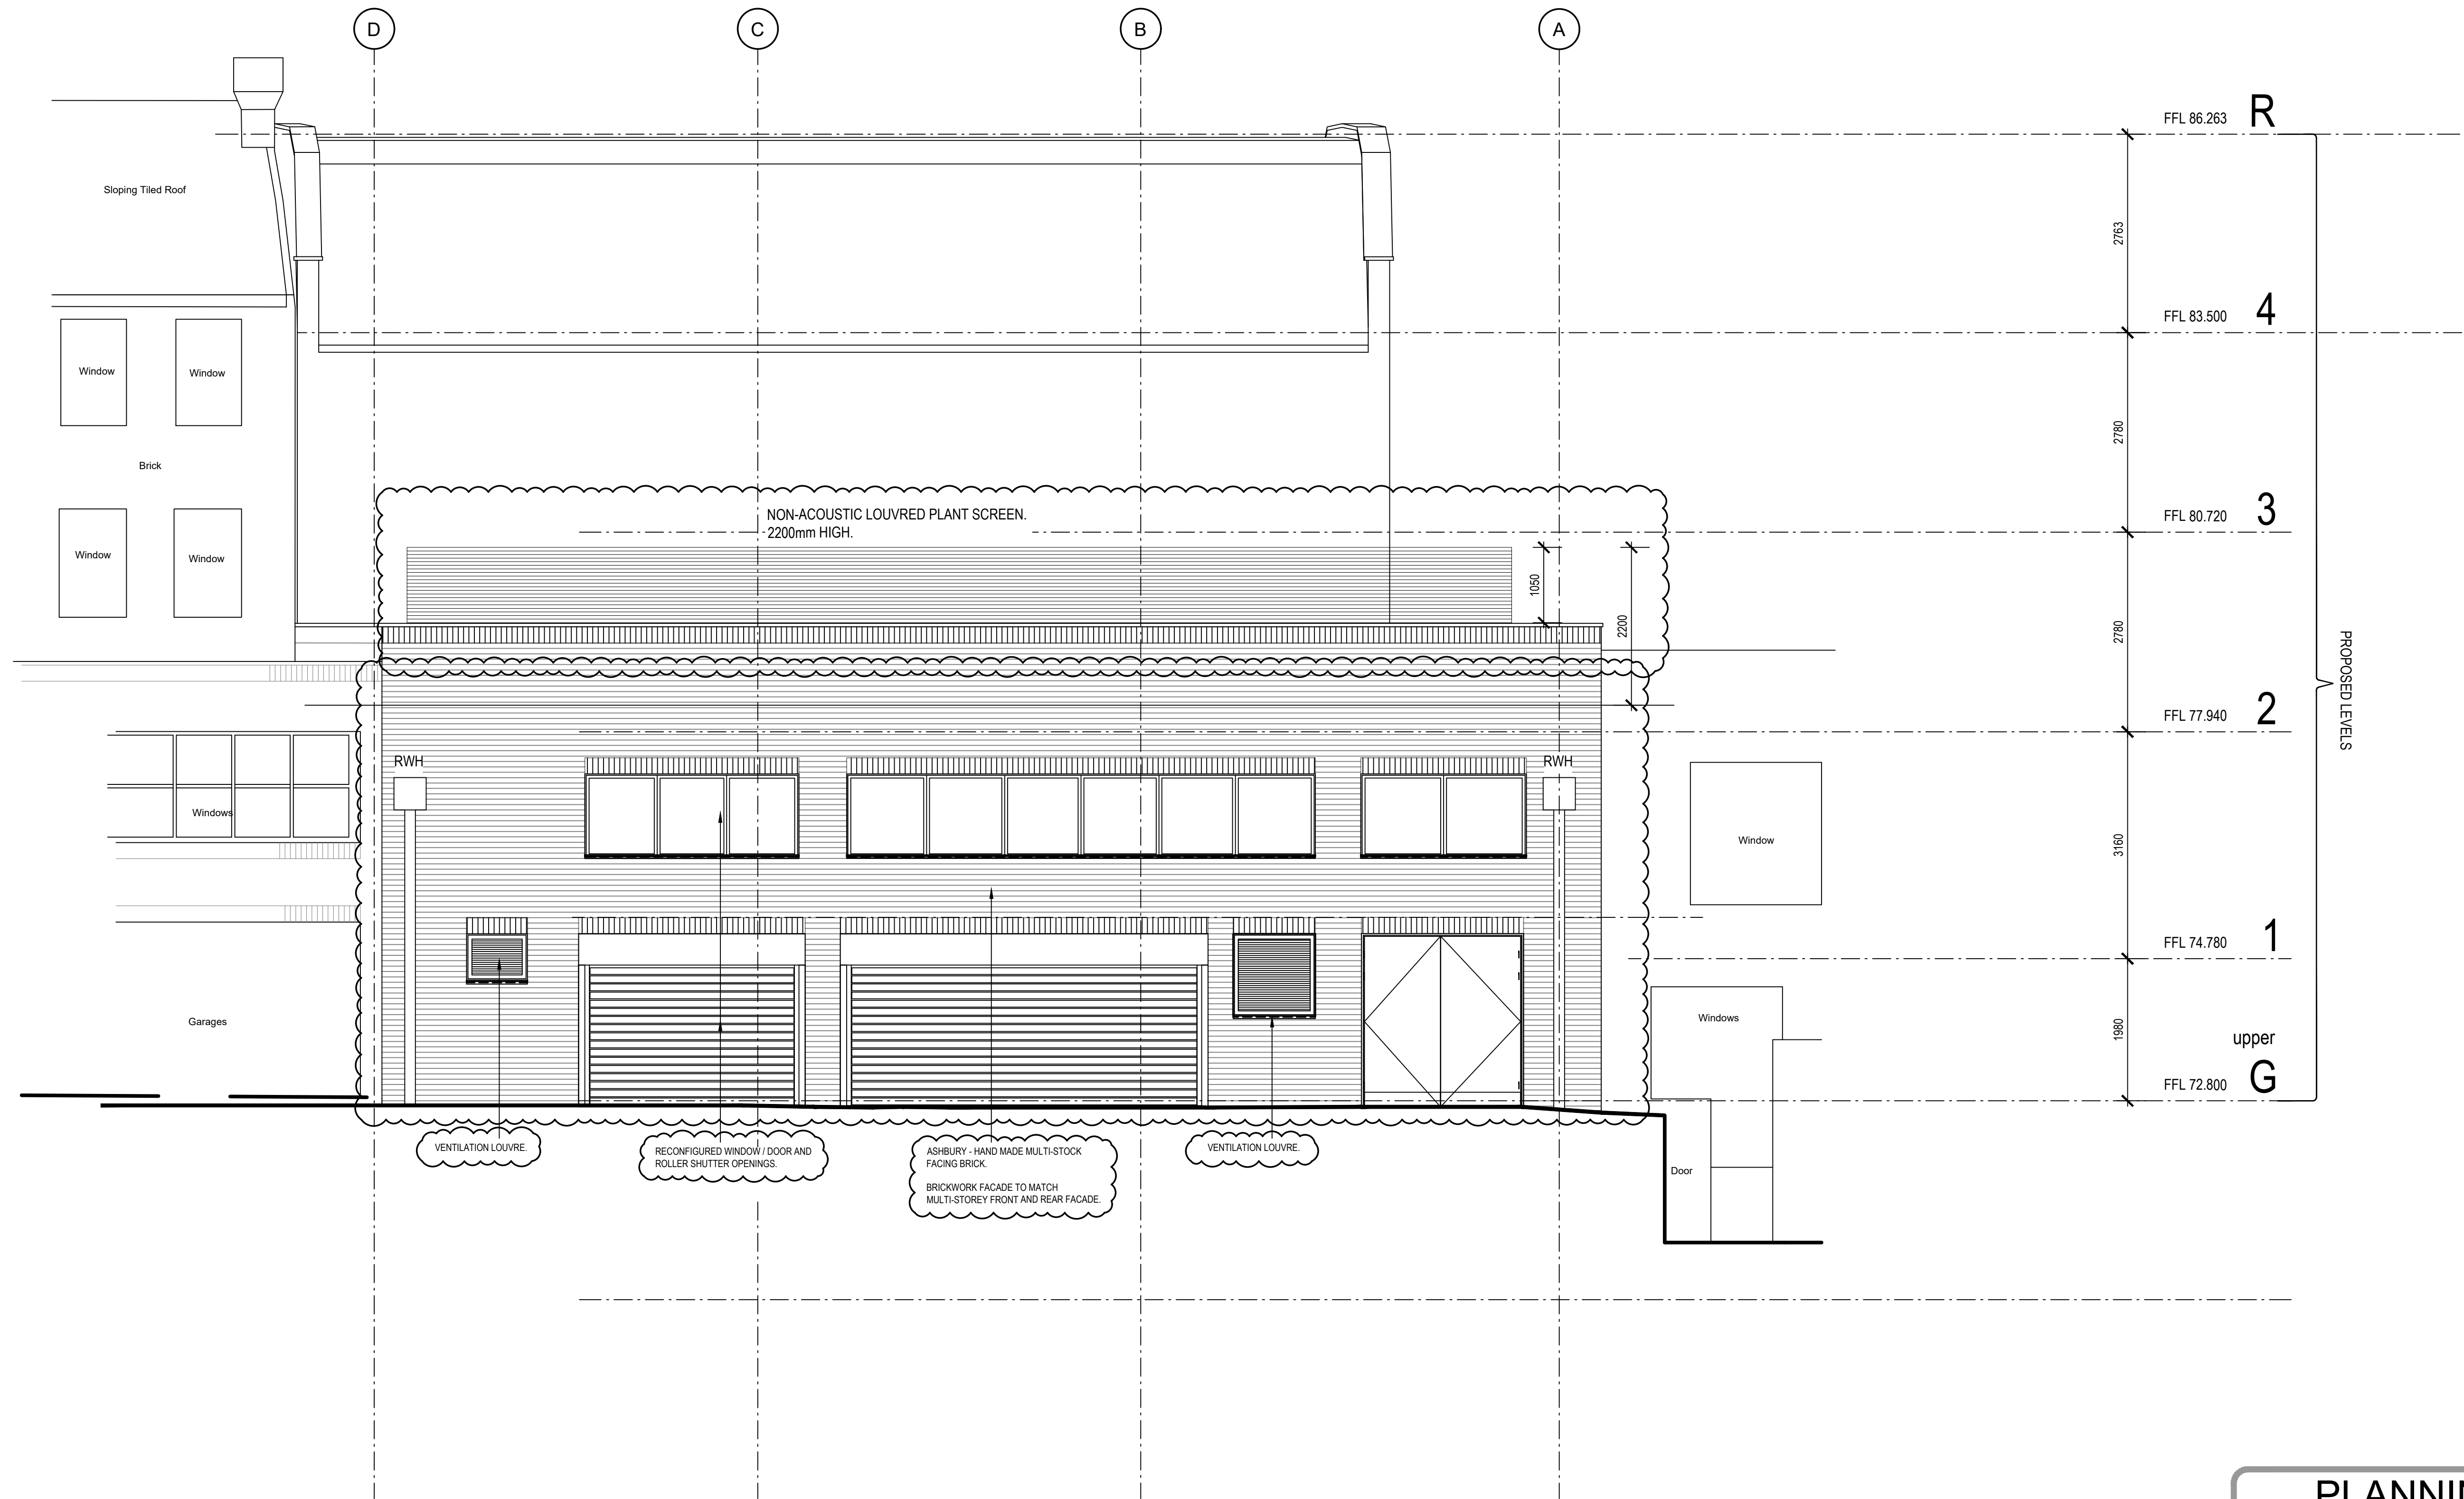 D
C
B
A
FFL 86.263
R
Sloping Tiled Roof
2763
FFL 83.500
4
Window
Window
2780
Brick
NON-ACOUSTIC LOUVRED PLANT SCREEN.
2200mm HIGH.
FFL 80.720
3
Window
Window
1050
2200
2780
PROPOSED LEVELS
FFL 77.940
2
RWH
RWH
Windows
Window
3160
FFL 74.780
1
Garages
Windows
1980
upper
FFL 72.800
G
VENTILATION LOUVRE.
RECONFIGURED WINDOW / DOOR AND
ROLLER SHUTTER OPENINGS.
ASHBURY - HAND MADE MULTI-STOCK
FACING BRICK.
BRICKWORK FACADE TO MATCH
MULTI-STOREY FRONT AND REAR FACADE.
VENTILATION LOUVRE.
Door